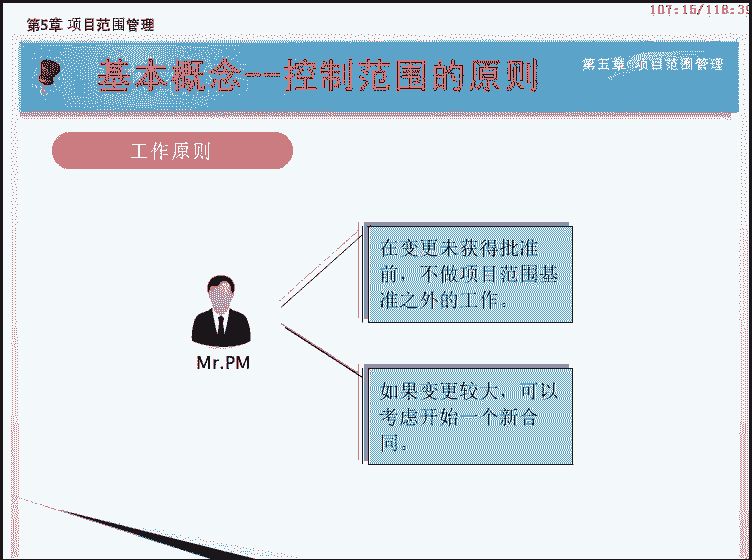 107:15/118:39
第5章 项目范围管理
基本概念--控制范围的原则
第五章 项目范围管理
工作原则
在变更未获得批准
前，不做项目范围基
准之外的工作。
Mr.PM
如果变更较大，可以
考虑开始一个新合
同。